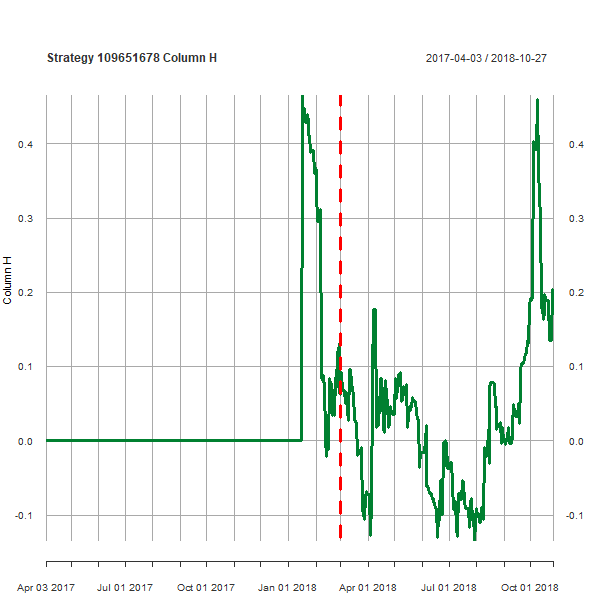 Strategy 109651678 Column H 2017-04-03 / 2018-10-27
0.4 0.4
0.3 0.3
0.2 0.2
0.1 0.1
0.0 0.0
-0.1 -0.1
Column H
Apr 03 2017 Jul 01 2017 Oct 01 2017 Jan 01 2018 Apr 01 2018 Jul 01 2018 Oct 01 2018